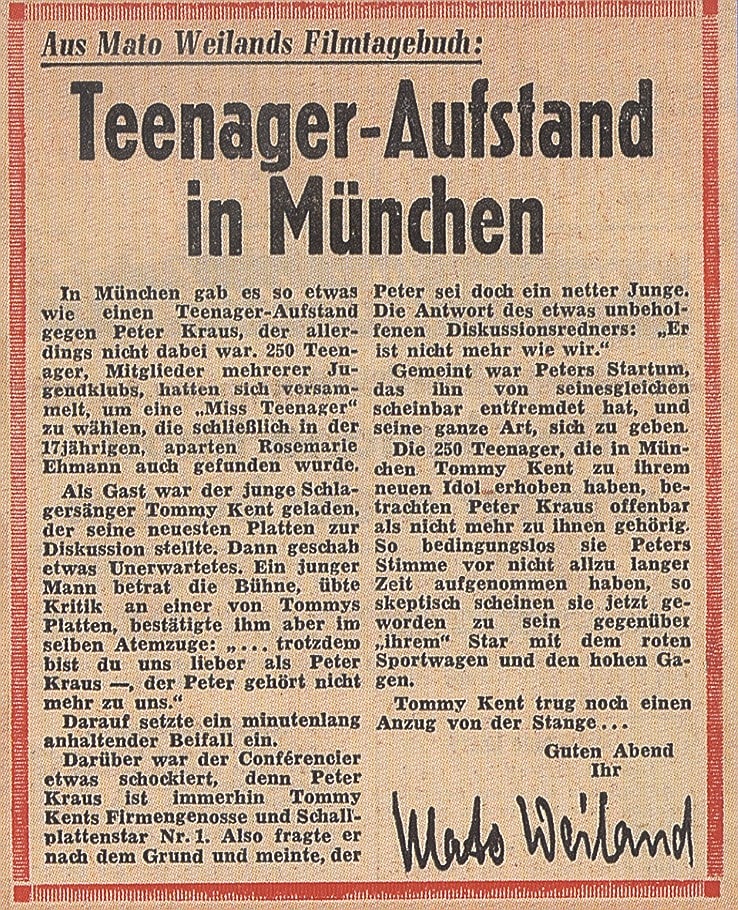 Aus Mato Weilands Filmtagebuch:
Teenager-Aufstand
in München
In München gab es so etwas
wie einen Teenager-Aufstand
gegen Peter Kraus, der aller-
dings nicht dabei war. 250 Teen-
ager, Mitglieder mehrerer Ju-
gendklubs, hatten sich versam-
melt, um eine „Miss Teenager“
zu wählen, die schließlich in der
17jährigen, aparten Rosemarie
Ehmann auch gefunden wurde.
Als Gast war der junge Schla-
gersänger Tommy Kent geladen,
der seine neuesten Platten zur
Diskussion stellte. Dann geschah
etwas Unerwartetes. Ein junger
Mann betrat die Bühne, übte
Kritik an einer von Tommys
Platten, bestätigte ihm aber im
selben Atemzuge: „... trotzdem
bist du uns lieber als Peter
Kraus —, der Peter gehört nicht
mehr zu uns.“
Darauf setzte ein minutenlang
anhaltender Beifall ein.
Darüber war der Conférencier
etwas schockiert, denn Peter
Kraus ist immerhin Tommy
Kents Firmengenosse und Schall-
plattenstar Nr. 1. Also fragte er
nach dem Grund und meinte, der
Peter sei doch ein netter Junge.
Die Antwort des etwas unbehol-
fenen Diskussionsredners: „Er
ist nicht mehr wie wir.“
Gemeint war Peters Startum,
das ihn von seinesgleichen
scheinbar entfremdet hat, und
seine ganze Art, sich zu geben.
Die 250 Teenager, die in Mün-
chen Tommy Kent zu ihrem
neuen Idol erhoben haben, be-
trachten Peter Kraus offenbar
als nicht mehr zu ihnen gehörig.
So bedingungslos sie Peters
Stimme vor nicht allzu langer
Zeit aufgenommen haben, so
skeptisch scheinen sie jetzt ge-
worden zu sein gegenüber
„ihrem“ Star mit dem roten
Sportwagen und den hohen Ga-
gen.
Tommy Kent trug noch einen
Anzug von der Stange...
Guten Abend
Ihr
Mato Weiland